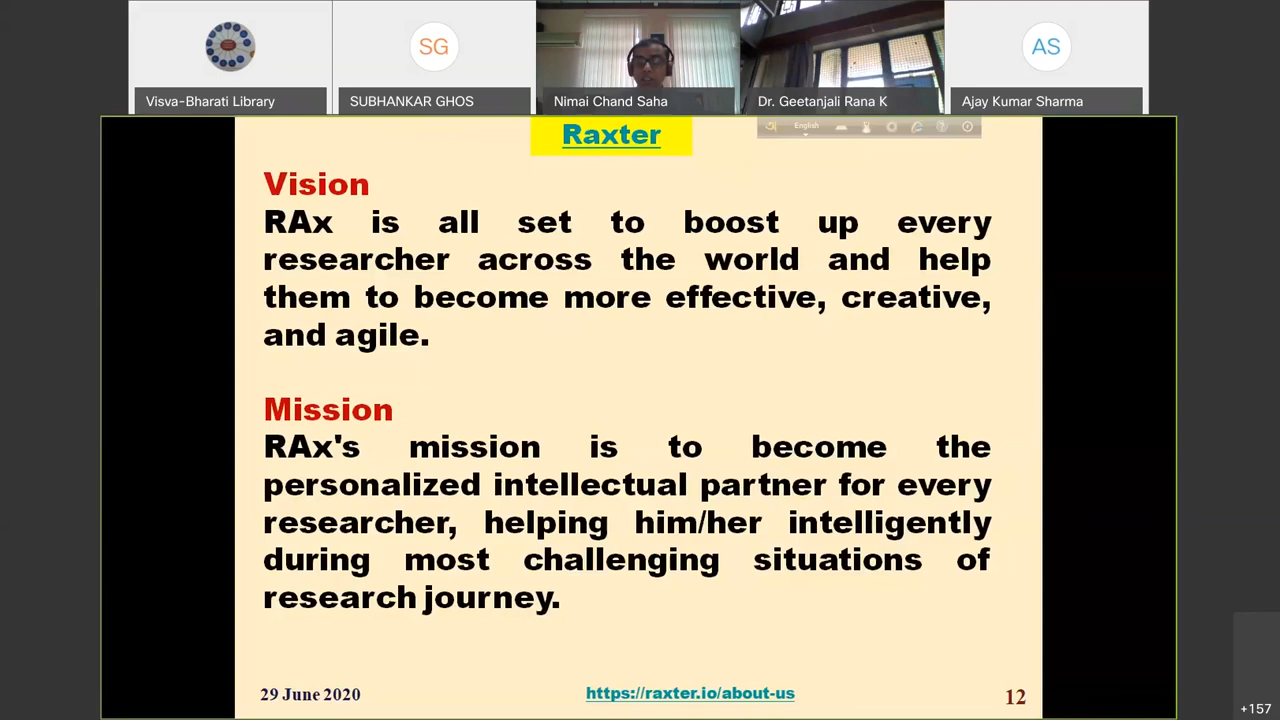 SG
AS
Visva-Bharati Library
SUBHANKAR GHOS
Nimai Chand Saha
Dr. Geetanjali Rana K
Ajay Kumar Sharma
English
Raxter
Vision
RAx is all set to boost up every
researcher across the world and help
them to become more effective, creative,
and agile.
Mission
RAx's mission is to become the
personalized intellectual partner for every
researcher, helping him/her intelligently
during most challenging situations of
research journey.
29 June 2020
https://raxter.io/about-us
12
+157